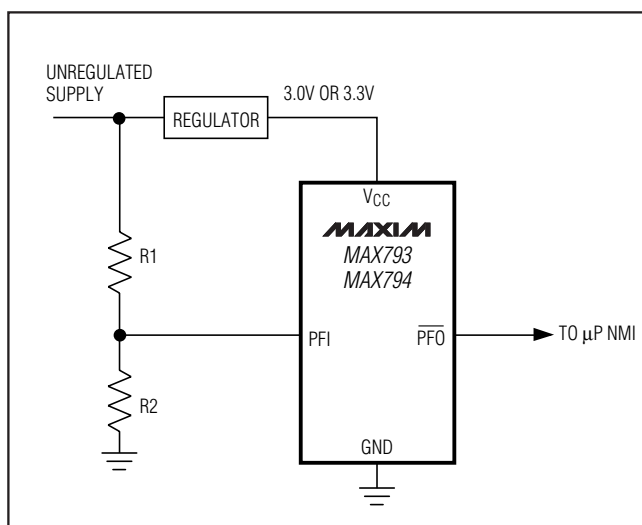 UNREGULATED
SUPPLY
3.0V OR 3.3V
REGULATOR
VCC
MAXIM
MAX793
MAX794
R1
PFI
PFO
TO μP NMI
R2
GND